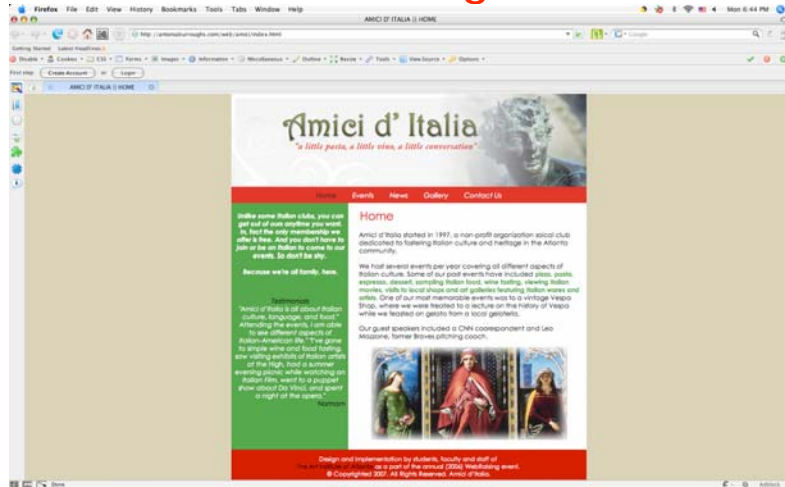 Firefox File Edit View History Bookmarks Tools Tabs Window Help
Mon 6:44 PM
AMICI D' ITALIA || HOME
Google
Getting Started Latest Headlines
Disable Cookies CSS Forms Images Information Miscellaneous Outline Resize Tools View Source Options
First step: Create Account or Login
AMICI D' ITALIA || HOME
Amici d' Italia
"a little pasta, a little vino, a little conversation"
Home Events News Gallery Contact Us
Unlike some Italian clubs, you can
get out of ours anytime you want.
In, fact the only membership we
offer is free. And you don't have to
join or be an Italian to come to our
events. So don't be shy.
Because we're all family, here.
Testimonials
"Amici d'Italia is all about Italian
culture, language, and food."
Attending the events, I am able
to see different aspects of
Italian-American life." "I've gone
to simple wine and food tasting,
saw visiting exhibits of Italian artists
at the High, had a summer
evening picnic while watching an
Italian Film, went to a puppet
show about Da Vinci, and spent
a night at the opera."
Home
Amici d'Italia started in 1997, a non-profit organization social club
dedicated to fostering Italian culture and heritage in the Atlanta
community.
We host several events per year covering all different aspects of
Italian culture. Some of our past events have included pizza, pasta,
espresso, dessert, sampling Italian food, wine tasting, viewing Italian
movies, visits to local shops and art galleries featuring Italian wares and
artists. One of our most memorable events was to a vintage Vespa
Shop, where we were treated to a lecture on the history of Vespa
while we feasted on gelato from a local gelateria.
Our guest speakers included a CNN coorespondent and Leo
Mazzone, former Braves pitching coach.
Design and Implementation by students, faculty and staff of
The Art Institute of Atlanta as a part of the annual (2006) WebRaising event.
© Copyrighted 2007, All Rights Reserved, Amici d'Italia.
Done
Adblock